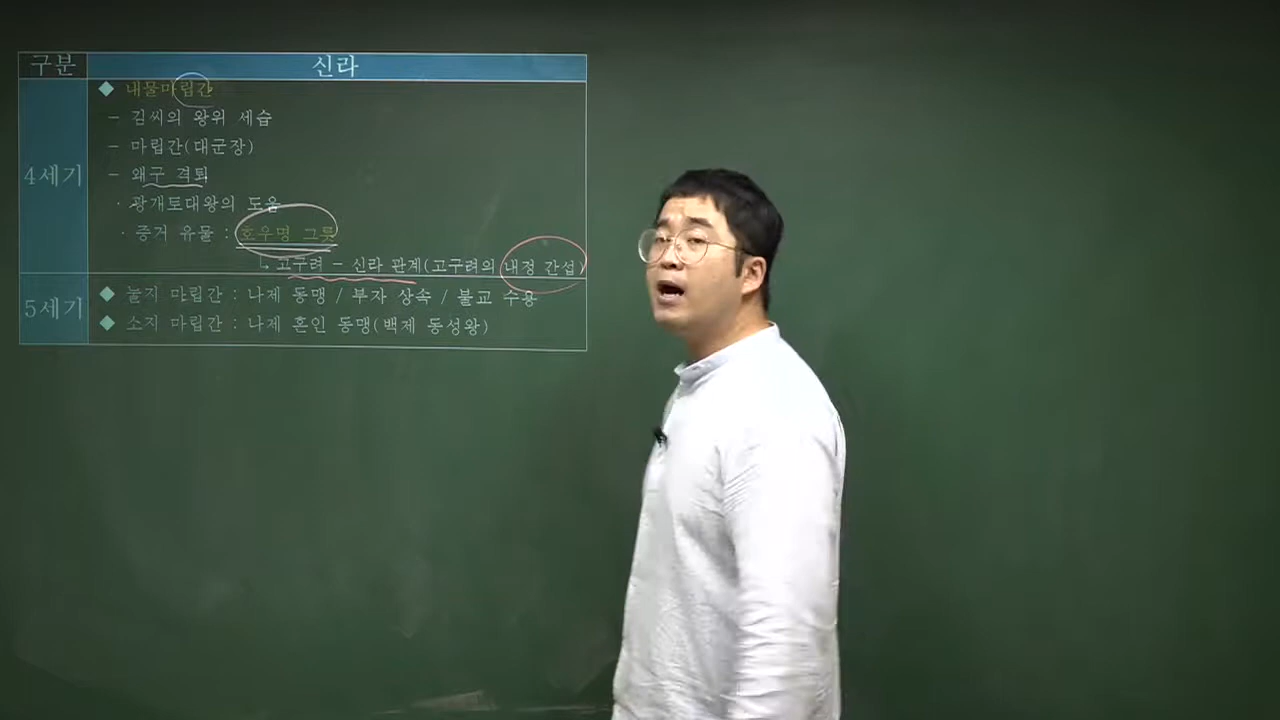 구분 신라
4세기
◆ 내물마립간
- 김씨의 왕위 세습
- 마립간(대군장)
- 왜구 격퇴
· 광개토대왕의 도움
· 증거 유물 : 호우명 그릇
↳ 고구려 - 신라 관계(고구려의 내정 간섭)
5세기
◆ 눌지 마립간 : 나제 동맹 / 부자 상속 / 불교 수용
◆ 소지 마립간 : 나제 혼인 동맹(백제 동성왕)